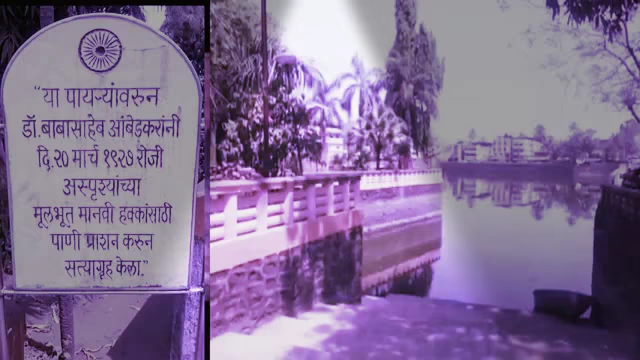 “या पायऱ्यांवरुन
डॉ. बाबासाहेब आंबेडकरांनी
दि. २० मार्च १९२७ रोजी
अस्पृश्यांच्या
मूलभूत मानवी हक्कांसाठी
पाणी प्राशन करुन
सत्याग्रह केला.”